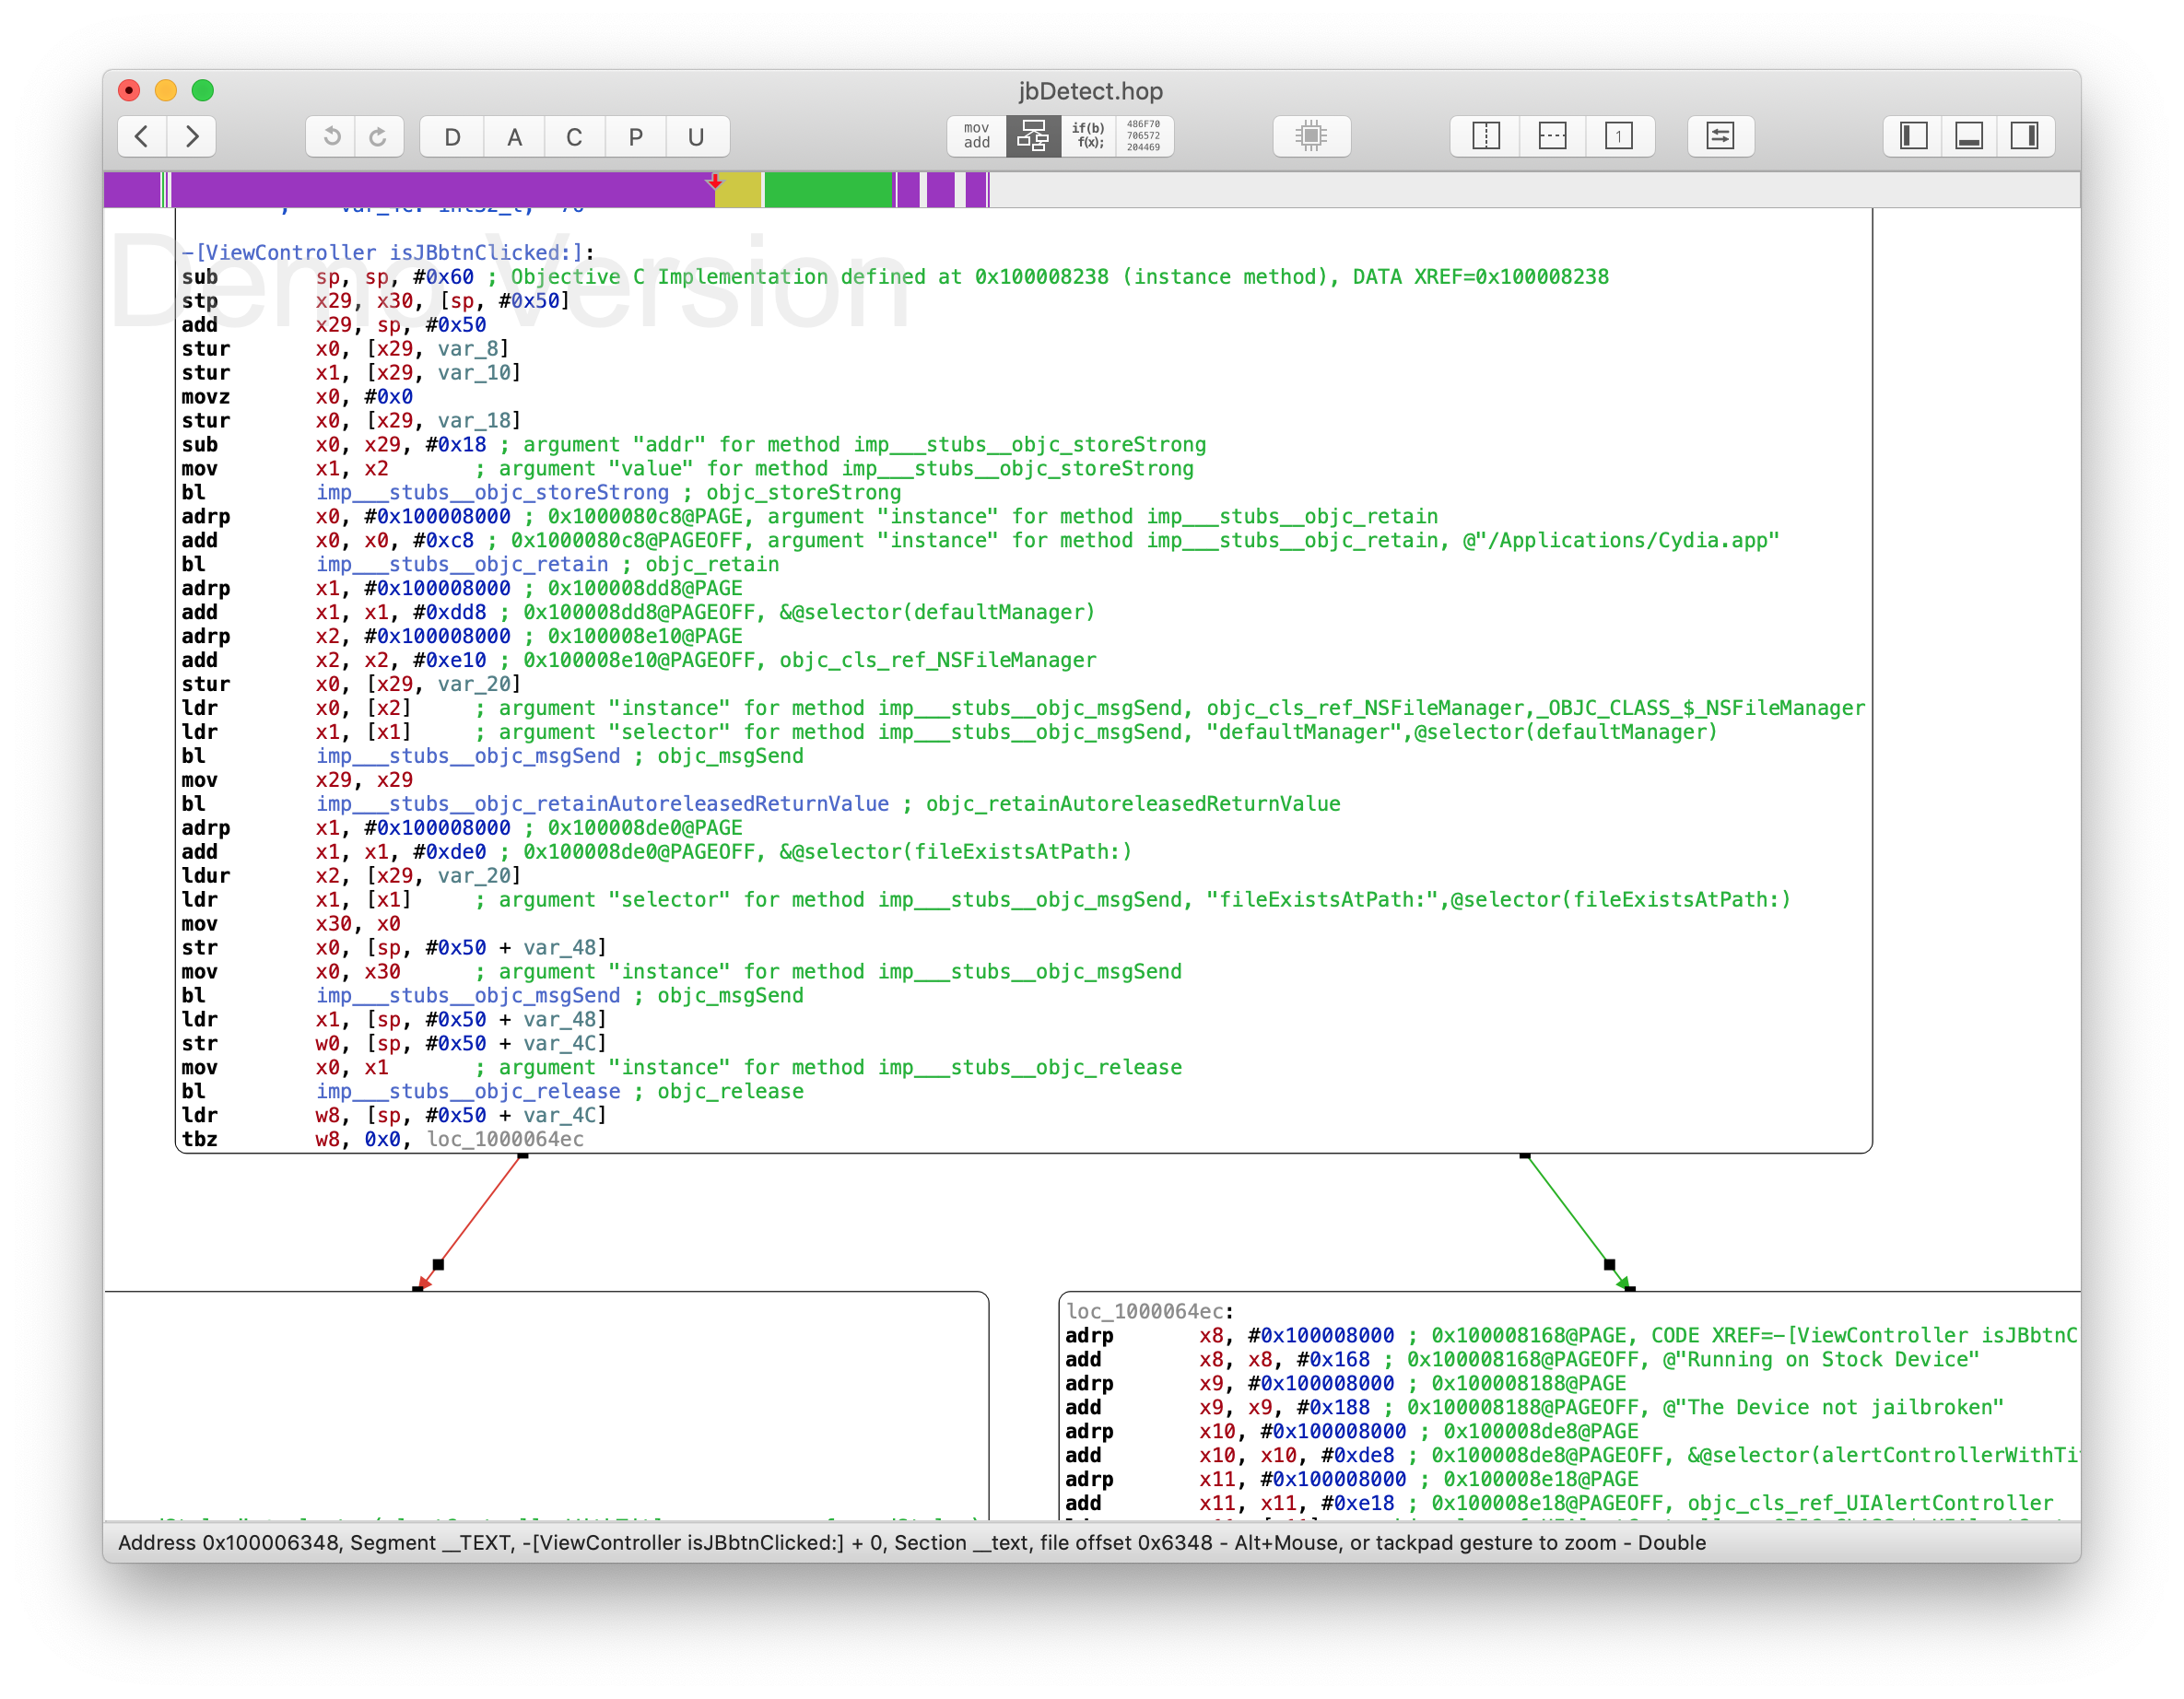 jbDetect.hop
D A C P U
mov add
if(b) f(x);
486F70 706572 204469
1
Demo Version
; var_4C: int32_t, -76
-[ViewController isJBbtnClicked:]:
sub sp, sp, #0x60 ; Objective C Implementation defined at 0x100008238 (instance method), DATA XREF=0x100008238
stp x29, x30, [sp, #0x50]
add x29, sp, #0x50
stur x0, [x29, var_8]
stur x1, [x29, var_10]
movz x0, #0x0
stur x0, [x29, var_18]
sub x0, x29, #0x18 ; argument "addr" for method imp___stubs__objc_storeStrong
mov x1, x2 ; argument "value" for method imp___stubs__objc_storeStrong
bl imp___stubs__objc_storeStrong ; objc_storeStrong
adrp x0, #0x100008000 ; 0x1000080c8@PAGE, argument "instance" for method imp___stubs__objc_retain
add x0, x0, #0xc8 ; 0x1000080c8@PAGEOFF, argument "instance" for method imp___stubs__objc_retain, @"/Applications/Cydia.app"
bl imp___stubs__objc_retain ; objc_retain
adrp x1, #0x100008000 ; 0x100008dd8@PAGE
add x1, x1, #0xdd8 ; 0x100008dd8@PAGEOFF, &@selector(defaultManager)
adrp x2, #0x100008000 ; 0x100008e10@PAGE
add x2, x2, #0xe10 ; 0x100008e10@PAGEOFF, objc_cls_ref_NSFileManager
stur x0, [x29, var_20]
ldr x0, [x2] ; argument "instance" for method imp___stubs__objc_msgSend, objc_cls_ref_NSFileManager,_OBJC_CLASS_$_NSFileManager
ldr x1, [x1] ; argument "selector" for method imp___stubs__objc_msgSend, "defaultManager",@selector(defaultManager)
bl imp___stubs__objc_msgSend ; objc_msgSend
mov x29, x29
bl imp___stubs__objc_retainAutoreleasedReturnValue ; objc_retainAutoreleasedReturnValue
adrp x1, #0x100008000 ; 0x100008de0@PAGE
add x1, x1, #0xde0 ; 0x100008de0@PAGEOFF, &@selector(fileExistsAtPath:)
ldur x2, [x29, var_20]
ldr x1, [x1] ; argument "selector" for method imp___stubs__objc_msgSend, "fileExistsAtPath:",@selector(fileExistsAtPath:)
mov x30, x0
str x0, [sp, #0x50 + var_48]
mov x0, x30 ; argument "instance" for method imp___stubs__objc_msgSend
bl imp___stubs__objc_msgSend ; objc_msgSend
ldr x1, [sp, #0x50 + var_48]
str w0, [sp, #0x50 + var_4C]
mov x0, x1 ; argument "instance" for method imp___stubs__objc_release
bl imp___stubs__objc_release ; objc_release
ldr w8, [sp, #0x50 + var_4C]
tbz w8, 0x0, loc_1000064ec
loc_1000064ec:
adrp x8, #0x100008000 ; 0x100008168@PAGE, CODE XREF=-[ViewController isJBbtnC
add x8, x8, #0x168 ; 0x100008168@PAGEOFF, @"Running on Stock Device"
adrp x9, #0x100008000 ; 0x100008188@PAGE
add x9, x9, #0x188 ; 0x100008188@PAGEOFF, @"The Device not jailbroken"
adrp x10, #0x100008000 ; 0x100008de8@PAGE
add x10, x10, #0xde8 ; 0x100008de8@PAGEOFF, &@selector(alertControllerWithTi
adrp x11, #0x100008000 ; 0x100008e18@PAGE
add x11, x11, #0xe18 ; 0x100008e18@PAGEOFF, objc_cls_ref_UIAlertController
Address 0x100006348, Segment __TEXT, -[ViewController isJBbtnClicked:] + 0, Section __text, file offset 0x6348 - Alt+Mouse, or tackpad gesture to zoom - Double